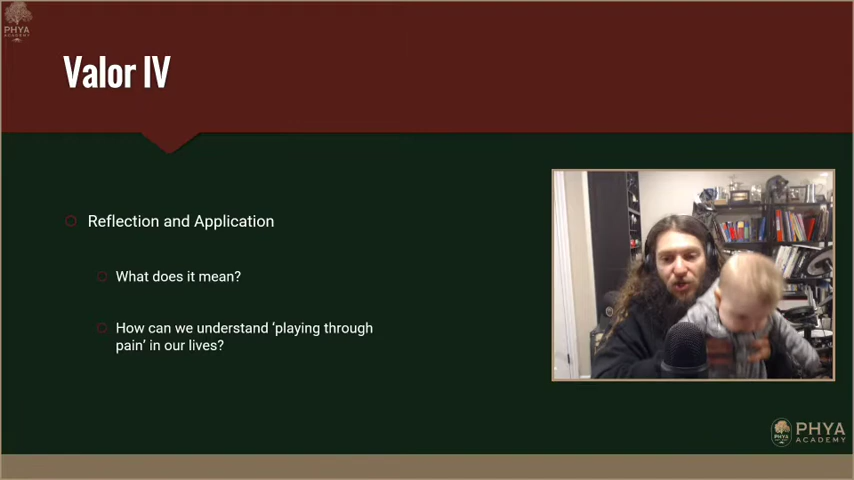 PHYA
ACADEMY
Valor IV
Reflection and Application
What does it mean?
How can we understand ‘playing through
pain’ in our lives?
PHYA
PHYA
ACADEMY